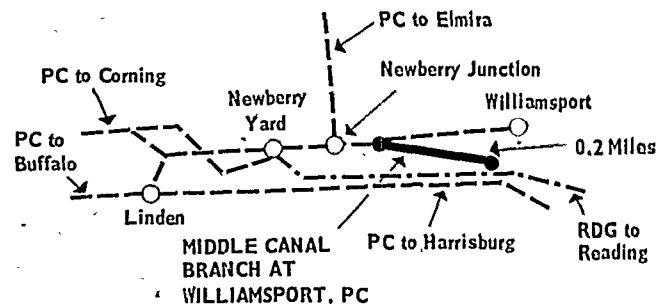 PC to Elmira
PC to Corning
Newberry Junction
Newberry
Yard
Williamsport
PC to
Buffalo
0.2 Miles
Linden
PC to Harrisburg
RDG to
Reading
MIDDLE CANAL
BRANCH AT
WILLIAMSPORT, PC